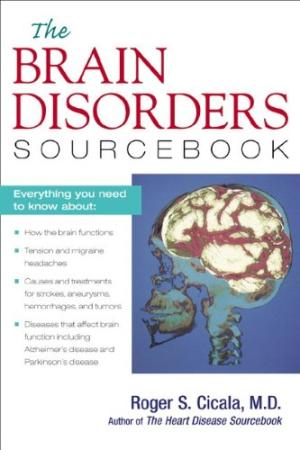 The
BRAIN
DISORDERS
SOURCEBOOK
Everything you need
to know about:
How the brain functions
Tension and migraine
headaches
Causes and treatments
for strokes, aneurysms,
hemorrhages, and tumors
Diseases that affect brain
function including
Alzheimer's disease and
Parkinson's disease
Roger S. Cicala, M.D.
Author of The Heart Disease Sourcebook